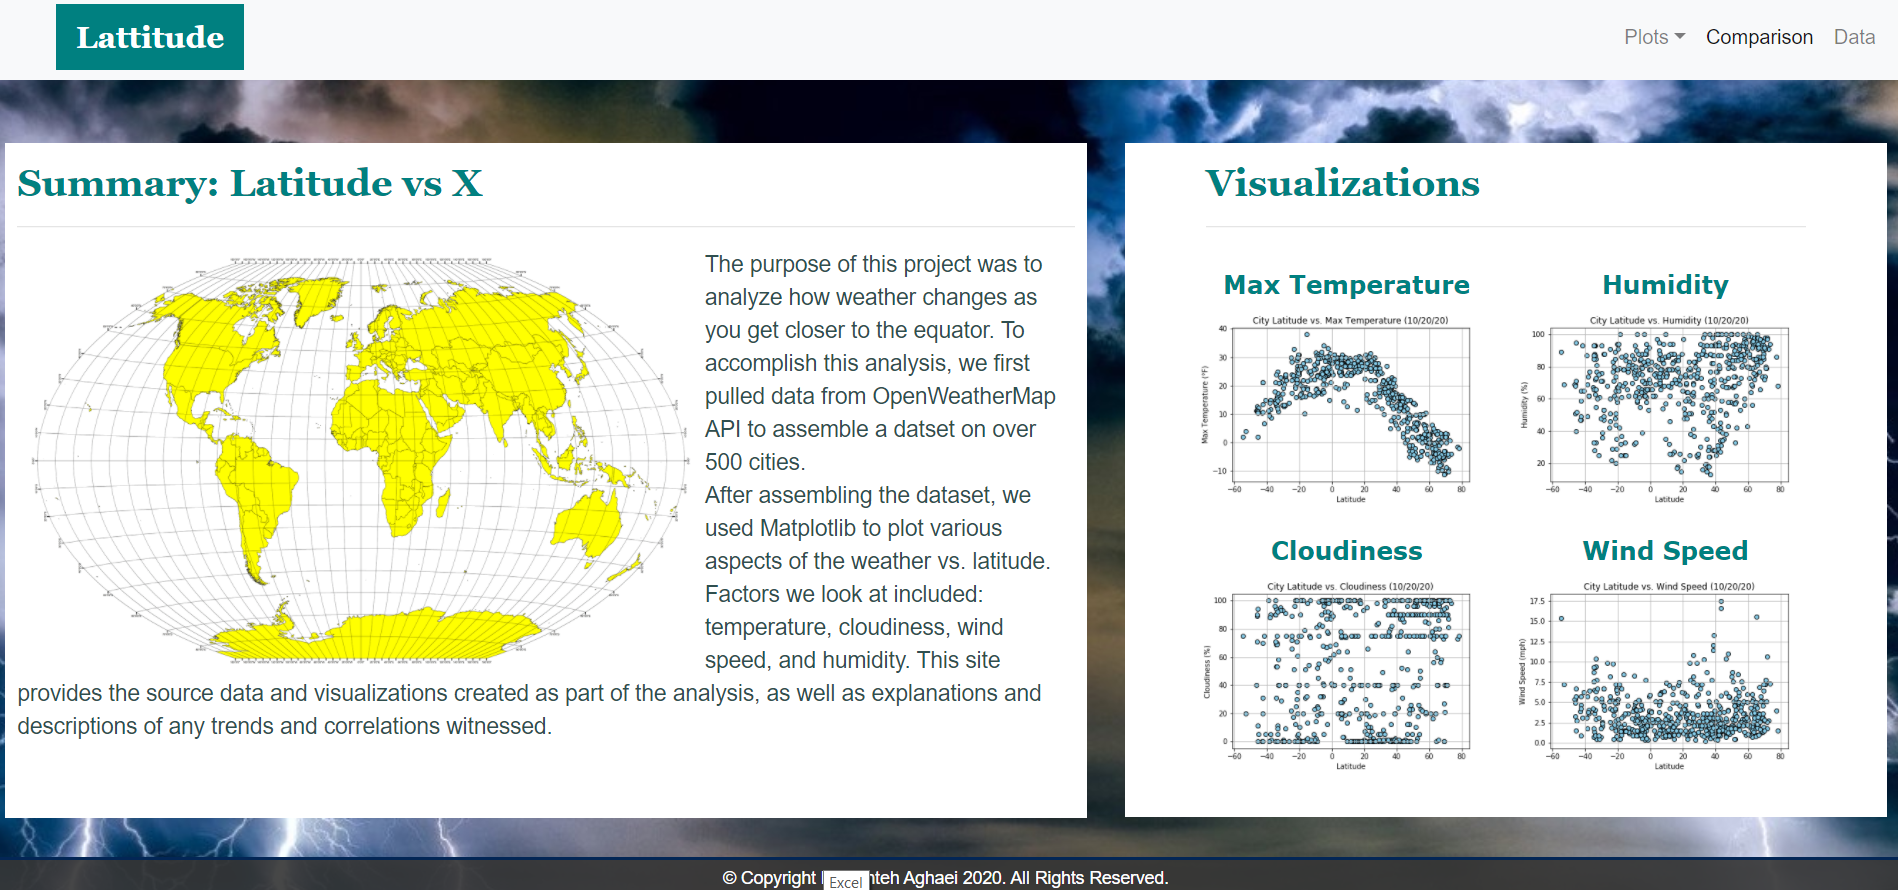 Lattitude
Plots
Comparison
Data
Summary: Latitude vs X
The purpose of this project was to
analyze how weather changes as
you get closer to the equator. To
accomplish this analysis, we first
pulled data from OpenWeatherMap
API to assemble a datset on over
500 cities.
After assembling the dataset, we
used Matplotlib to plot various
aspects of the weather vs. latitude.
Factors we look at included:
temperature, cloudiness, wind
speed, and humidity. This site
provides the source data and visualizations created as part of the analysis, as well as explanations and
descriptions of any trends and correlations witnessed.
Visualizations
Max Temperature
City Latitude vs. Max Temperature (10/20/20)
Max Temperature (°F)
40
30
20
10
0
−10
−60 −40 −20 0 20 40 60 80
Latitude
Humidity
City Latitude vs. Humidity (10/20/20)
Humidity (%)
100
80
60
40
20
−60 −40 −20 0 20 40 60 80
Latitude
Cloudiness
City Latitude vs. Cloudiness (10/20/20)
Cloudiness (%)
100
80
60
40
20
0
−60 −40 −20 0 20 40 60 80
Latitude
Wind Speed
City Latitude vs. Wind Speed (10/20/20)
Wind Speed (mph)
17.5
15.0
12.5
10.0
7.5
5.0
2.5
0.0
−60 −40 −20 0 20 40 60 80
Latitude
© Copyright nteh Aghaei 2020. All Rights Reserved.
Excel